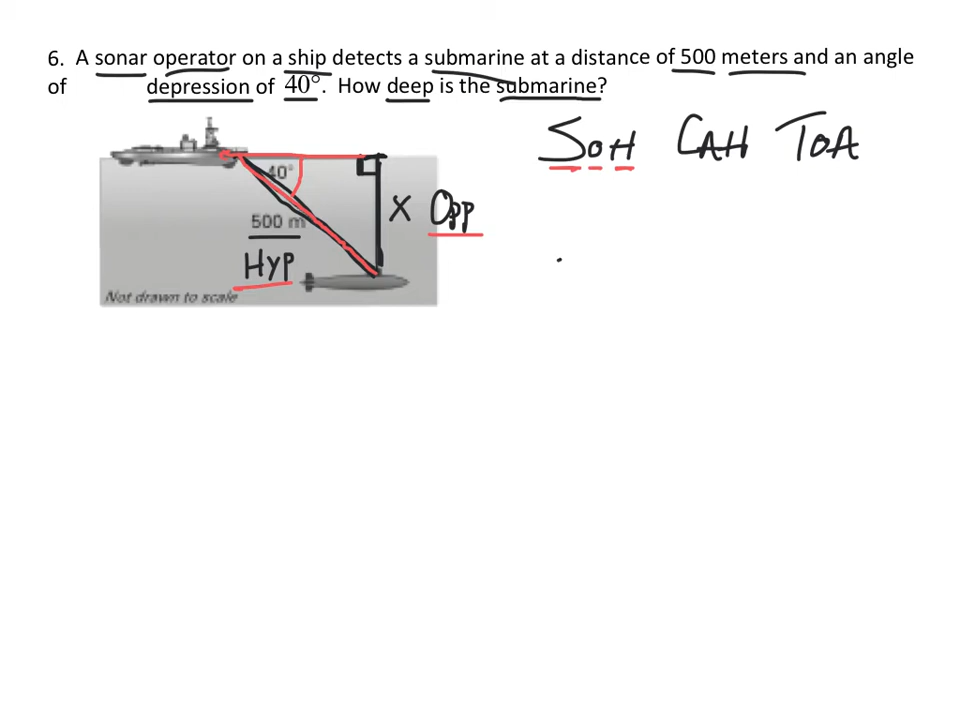 6. A sonar operator on a ship detects a submarine at a distance of 500 meters and an angle
of depression of 40°. How deep is the submarine?
SOH CAH TOA
40°
500 m
X Opp
Hyp
Not drawn to scale